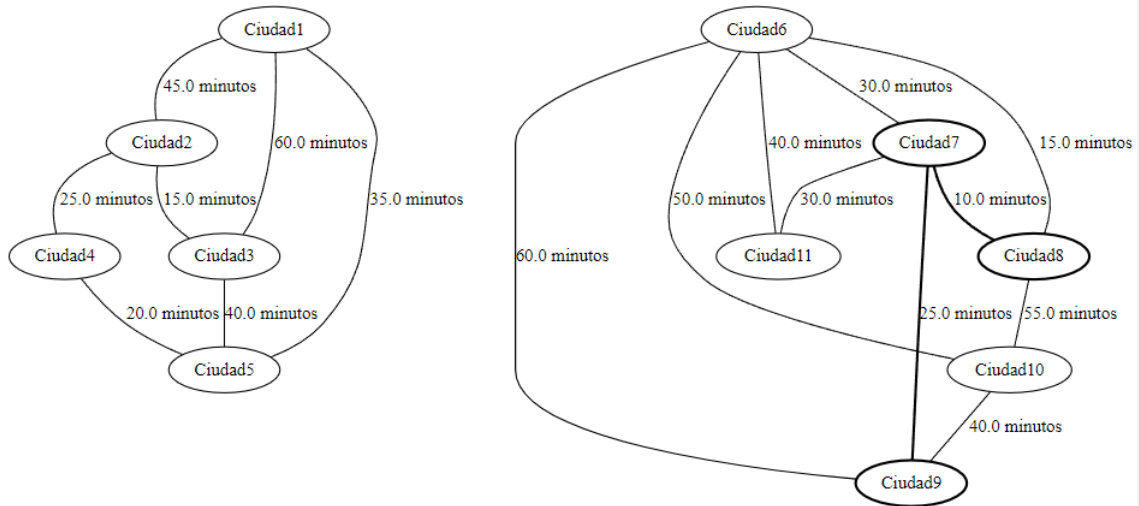 Ciudad1
Ciudad6
45.0 minutos
30.0 minutos
Ciudad2
60.0 minutos
40.0 minutos
Ciudad7
15.0 minutos
25.0 minutos
15.0 minutos
35.0 minutos
50.0 minutos
30.0 minutos
10.0 minutos
Ciudad4
Ciudad3
60.0 minutos
Ciudad11
Ciudad8
20.0 minutos
40.0 minutos
25.0 minutos
55.0 minutos
Ciudad5
Ciudad10
40.0 minutos
Ciudad9